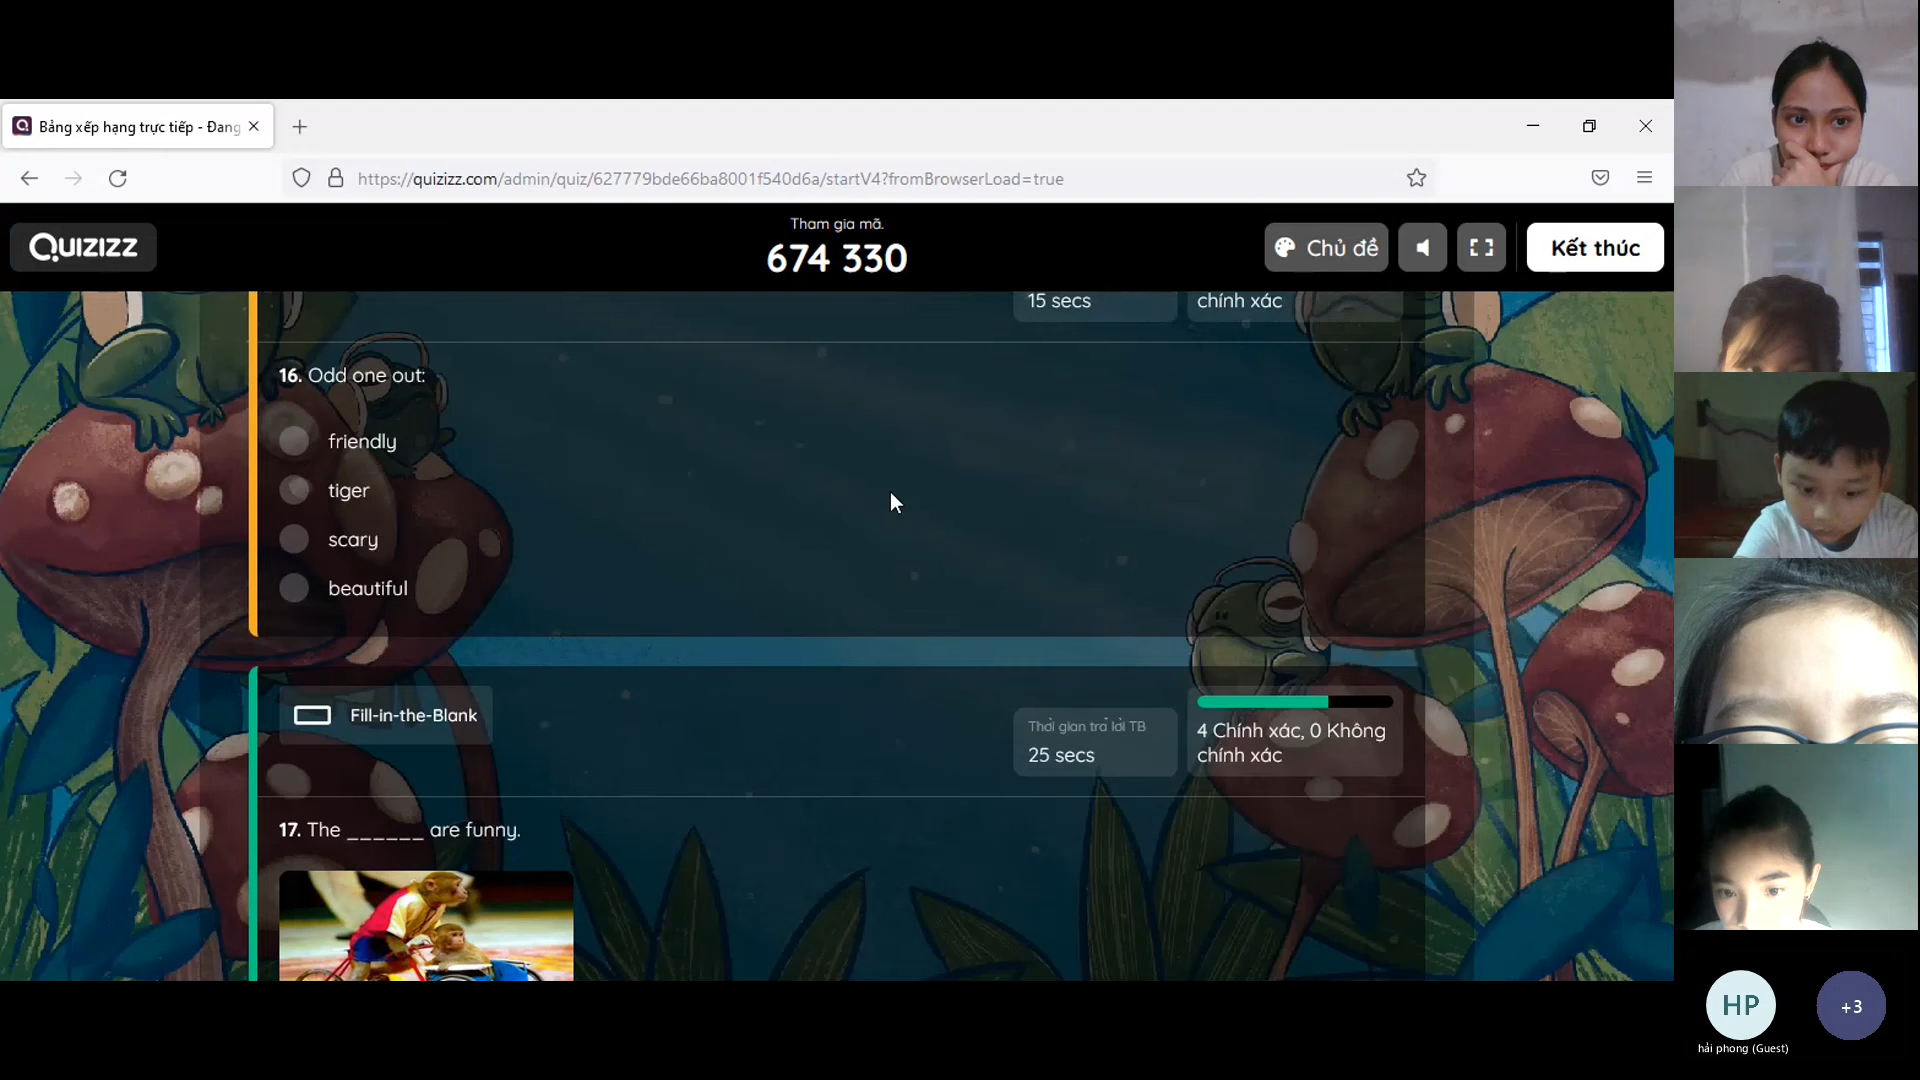 Bảng xếp hạng trực tiếp - Đang
https://quizizz.com/admin/quiz/627779bde66ba8001f540d6a/startV4?fromBrowserLoad=true
Quizizz
Tham gia mã.
674 330
Chủ đề
Kết thúc
15 secs
chính xác
16. Odd one out:
friendly
tiger
scary
beautiful
Fill-in-the-Blank
Thời gian trả lời TB
25 secs
4 Chính xác, 0 Không
chính xác
17. The ______ are funny.
HP
+3
hải phong (Guest)